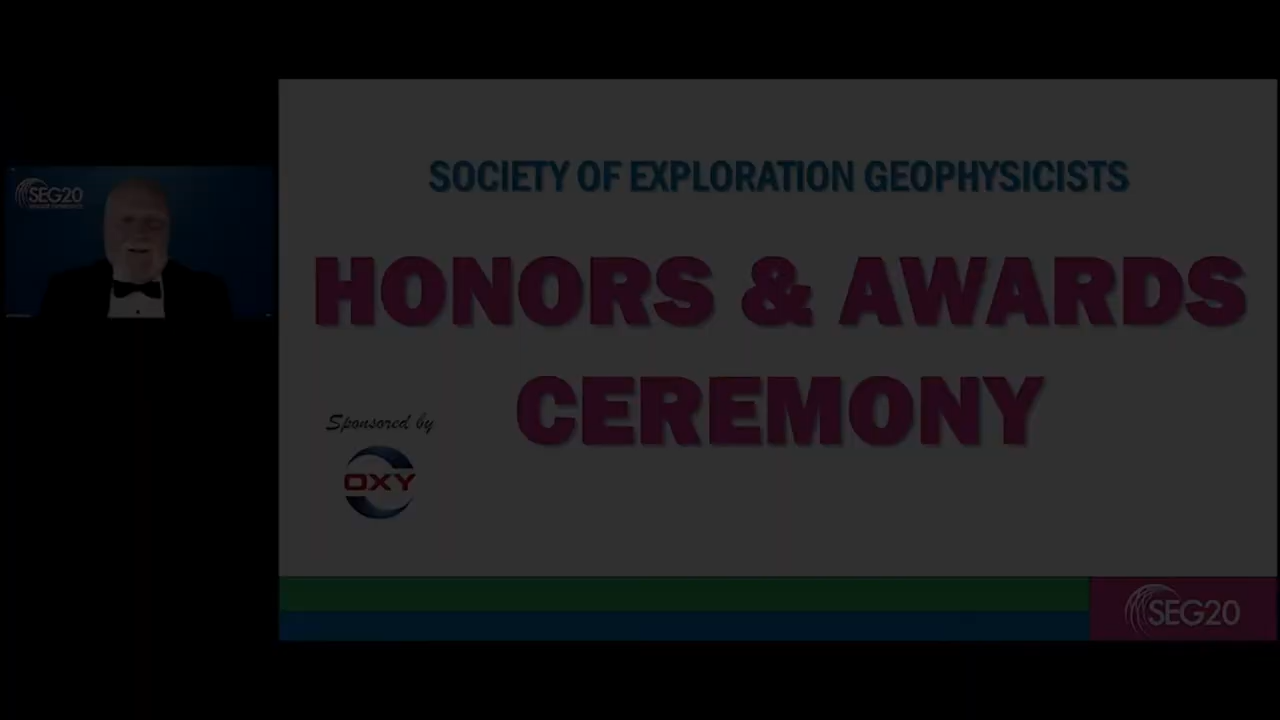 SEG20
SOCIETY OF EXPLORATION GEOPHYSICISTS
HONORS & AWARDS
CEREMONY
Sponsored by
OXY
SEG20